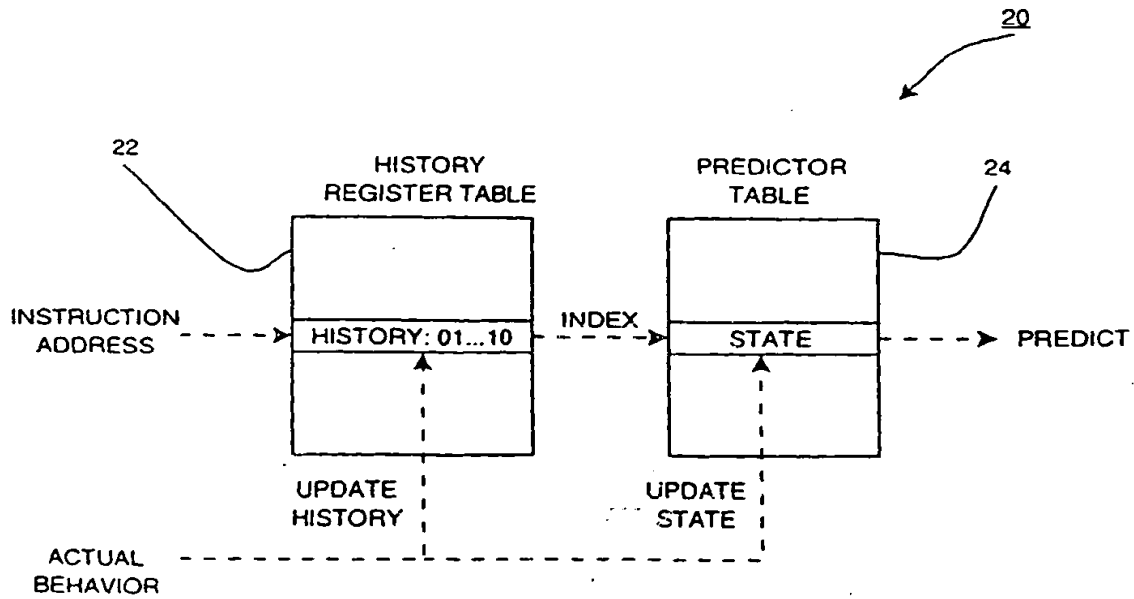 20
22
HISTORY
REGISTER TABLE
PREDICTOR
TABLE
24
INSTRUCTION
ADDRESS
HISTORY: 01...10
INDEX
STATE
PREDICT
UPDATE
HISTORY
UPDATE
STATE
ACTUAL
BEHAVIOR